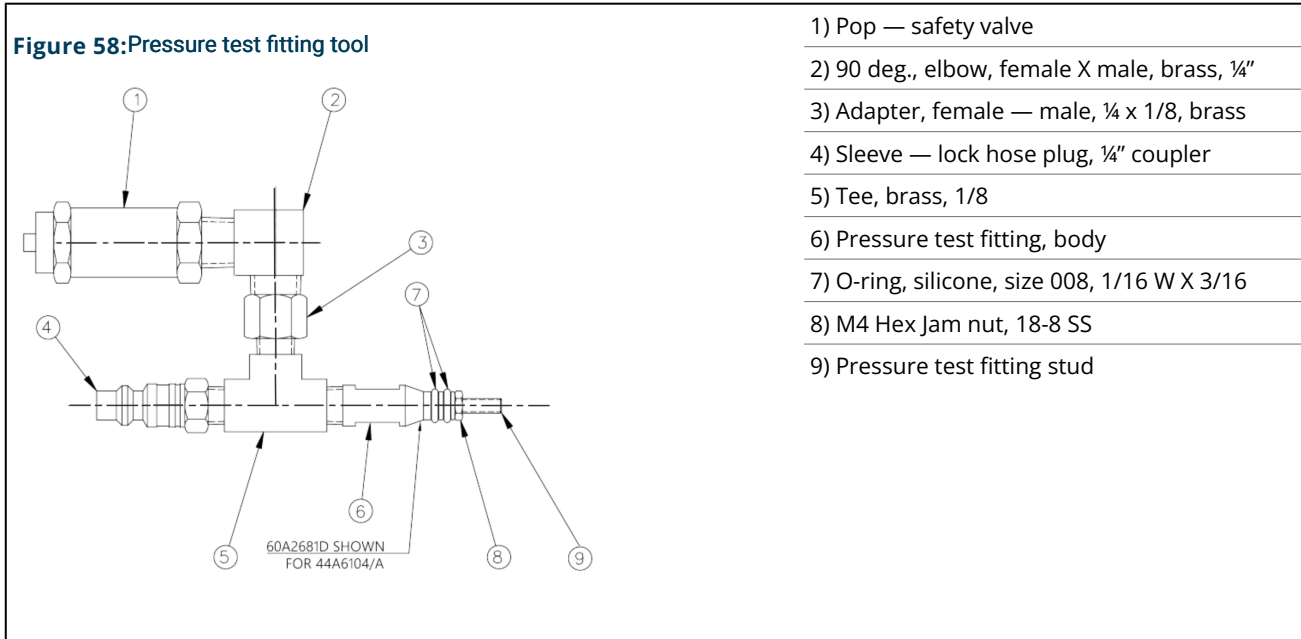 Figure 58:Pressure test fitting tool
1
2
3
7
4
6
60A2681D SHOWN
FOR 44A6104/A
5
8
9
1) Pop — safety valve
2) 90 deg., elbow, female X male, brass, ¼”
3) Adapter, female — male, ¼ x 1/8, brass
4) Sleeve — lock hose plug, ¼” coupler
5) Tee, brass, 1/8
6) Pressure test fitting, body
7) O-ring, silicone, size 008, 1/16 W X 3/16
8) M4 Hex Jam nut, 18-8 SS
9) Pressure test fitting stud